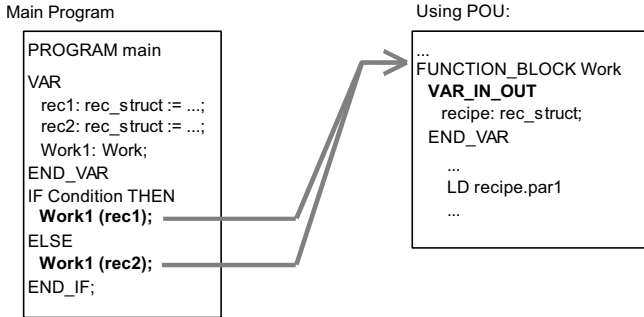 Main Program
PROGRAM main
VAR
rec1: rec_struct := ...;
rec2: rec_struct := ...;
Work1: Work;
END_VAR
IF Condition THEN
Work1 (rec1);
ELSE
Work1 (rec2);
END_IF;
Using POU:
...
FUNCTION_BLOCK Work
VAR_IN_OUT
recipe: rec_struct;
END_VAR
...
LD recipe.par1
...